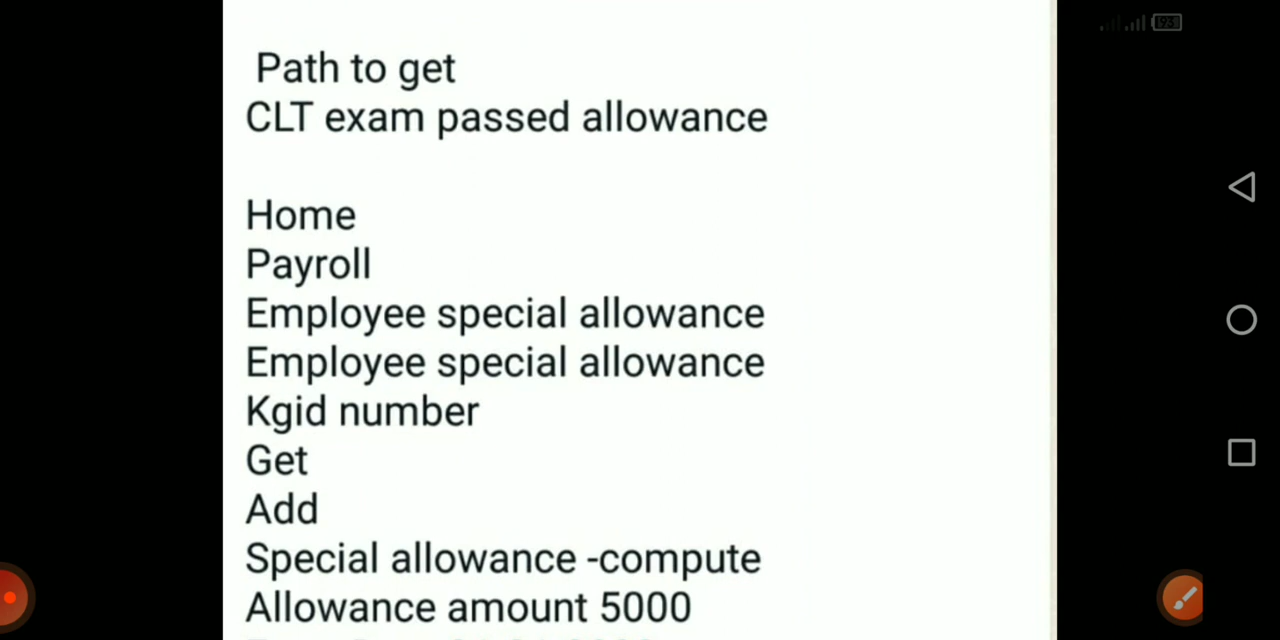 93
Path to get
CLT exam passed allowance
Home
Payroll
Employee special allowance
Employee special allowance
Kgid number
Get
Add
Special allowance -compute
Allowance amount 5000